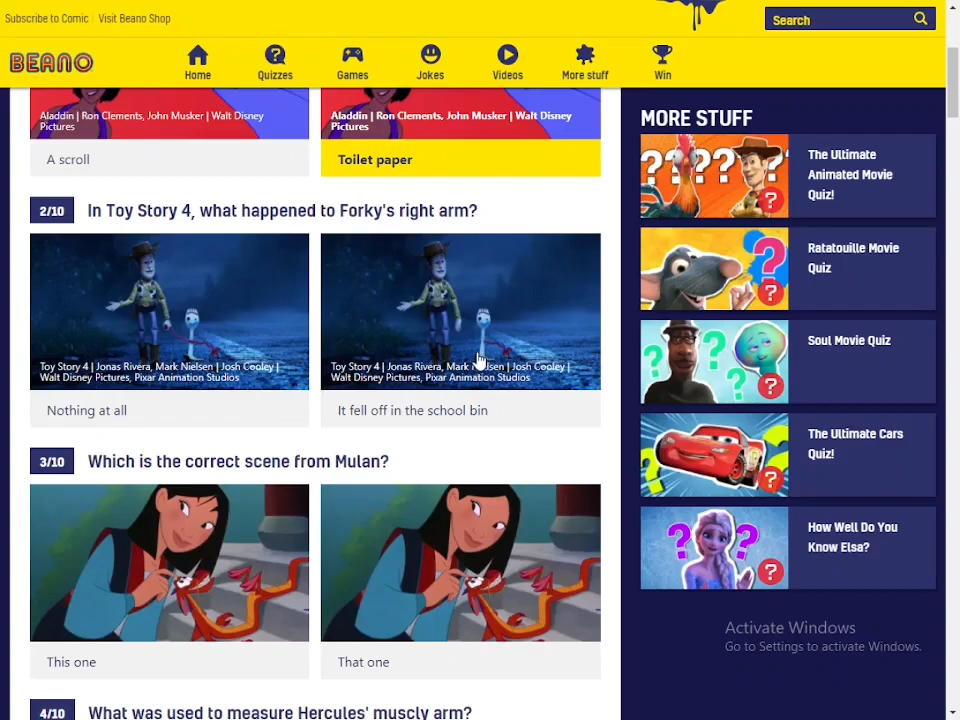 Subscribe to Comic
Visit Beano Shop
Search
BEANO
Home
Quizzes
Games
Jokes
Videos
More stuff
Win
Aladdin | Ron Clements, John Musker | Walt Disney
Pictures
A scroll
Aladdin | Ron Clements, John Musker | Walt Disney
Pictures
Toilet paper
2/10 In Toy Story 4, what happened to Forky's right arm?
Toy Story 4 | Jonas Rivera, Mark Nielsen | Josh Cooley |
Walt Disney Pictures, Pixar Animation Studios
Nothing at all
Toy Story 4 | Jonas Rivera, Mark Nielsen | Josh Cooley |
Walt Disney Pictures, Pixar Animation Studios
It fell off in the school bin
3/10 Which is the correct scene from Mulan?
This one
That one
4/10 What was used to measure Hercules' muscly arm?
MORE STUFF
The Ultimate
Animated Movie
Quiz!
Ratatouille Movie
Quiz
Soul Movie Quiz
The Ultimate Cars
Quiz!
How Well Do You
Know Elsa?
Activate Windows
Go to Settings to activate Windows.